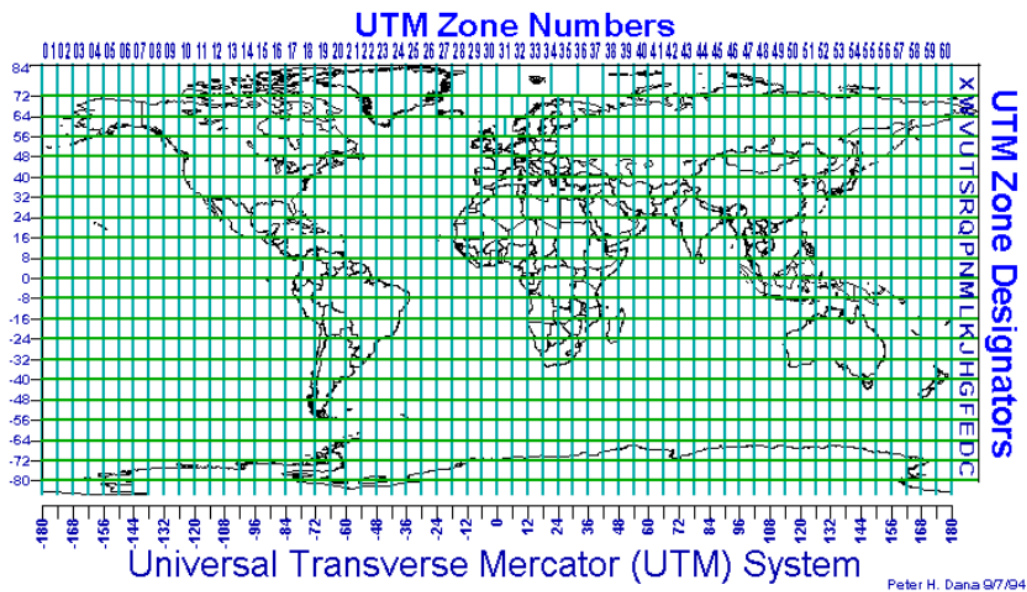 UTM Zone Numbers
01 02 03 04 05 06 07 08 09 10 11 12 13 14 15 16 17 18 19 20 21 22 23 24 25 26 27 28 29 30 31 32 33 34 35 36 37 38 39 40 41 42 43 44 45 46 47 48 49 50 51 52 53 54 55 56 57 58 59 60
84
72
64
56
48
40
32
24
16
8
0
-8
-16
-24
-32
-40
-48
-56
-64
-72
-80
X
W
V
U
T
S
R
Q
P
N
M
L
K
J
H
G
F
E
D
C
UTM Zone Designators
-180 -168 -156 -144 -132 -120 -108 -96 -84 -72 -60 -48 -36 -24 -12 0 12 24 36 48 60 72 84 96 108 120 132 144 156 168 180
Universal Transverse Mercator (UTM) System
Peter H. Dana 9/7/94